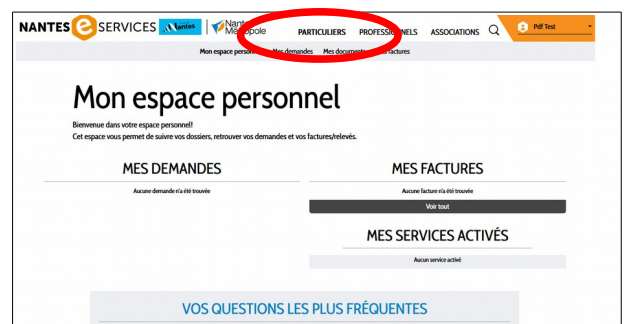 NANTES e SERVICES Nantes Nantes Métropole PARTICULIERS PROFESSIONNELS ASSOCIATIONS Pdf Test
Mon espace personnel Mes demandes Mes documents factures
Mon espace personnel
Bienvenue dans votre espace personnel!
Cet espace vous permet de suivre vos dossiers, retrouver vos demandes et vos factures/relevés.
MES DEMANDES MES FACTURES
Aucune demande n'a été trouvée Aucune facture n'a été trouvée
Voir tout
MES SERVICES ACTIVÉS
Aucun service activé
VOS QUESTIONS LES PLUS FRÉQUENTES